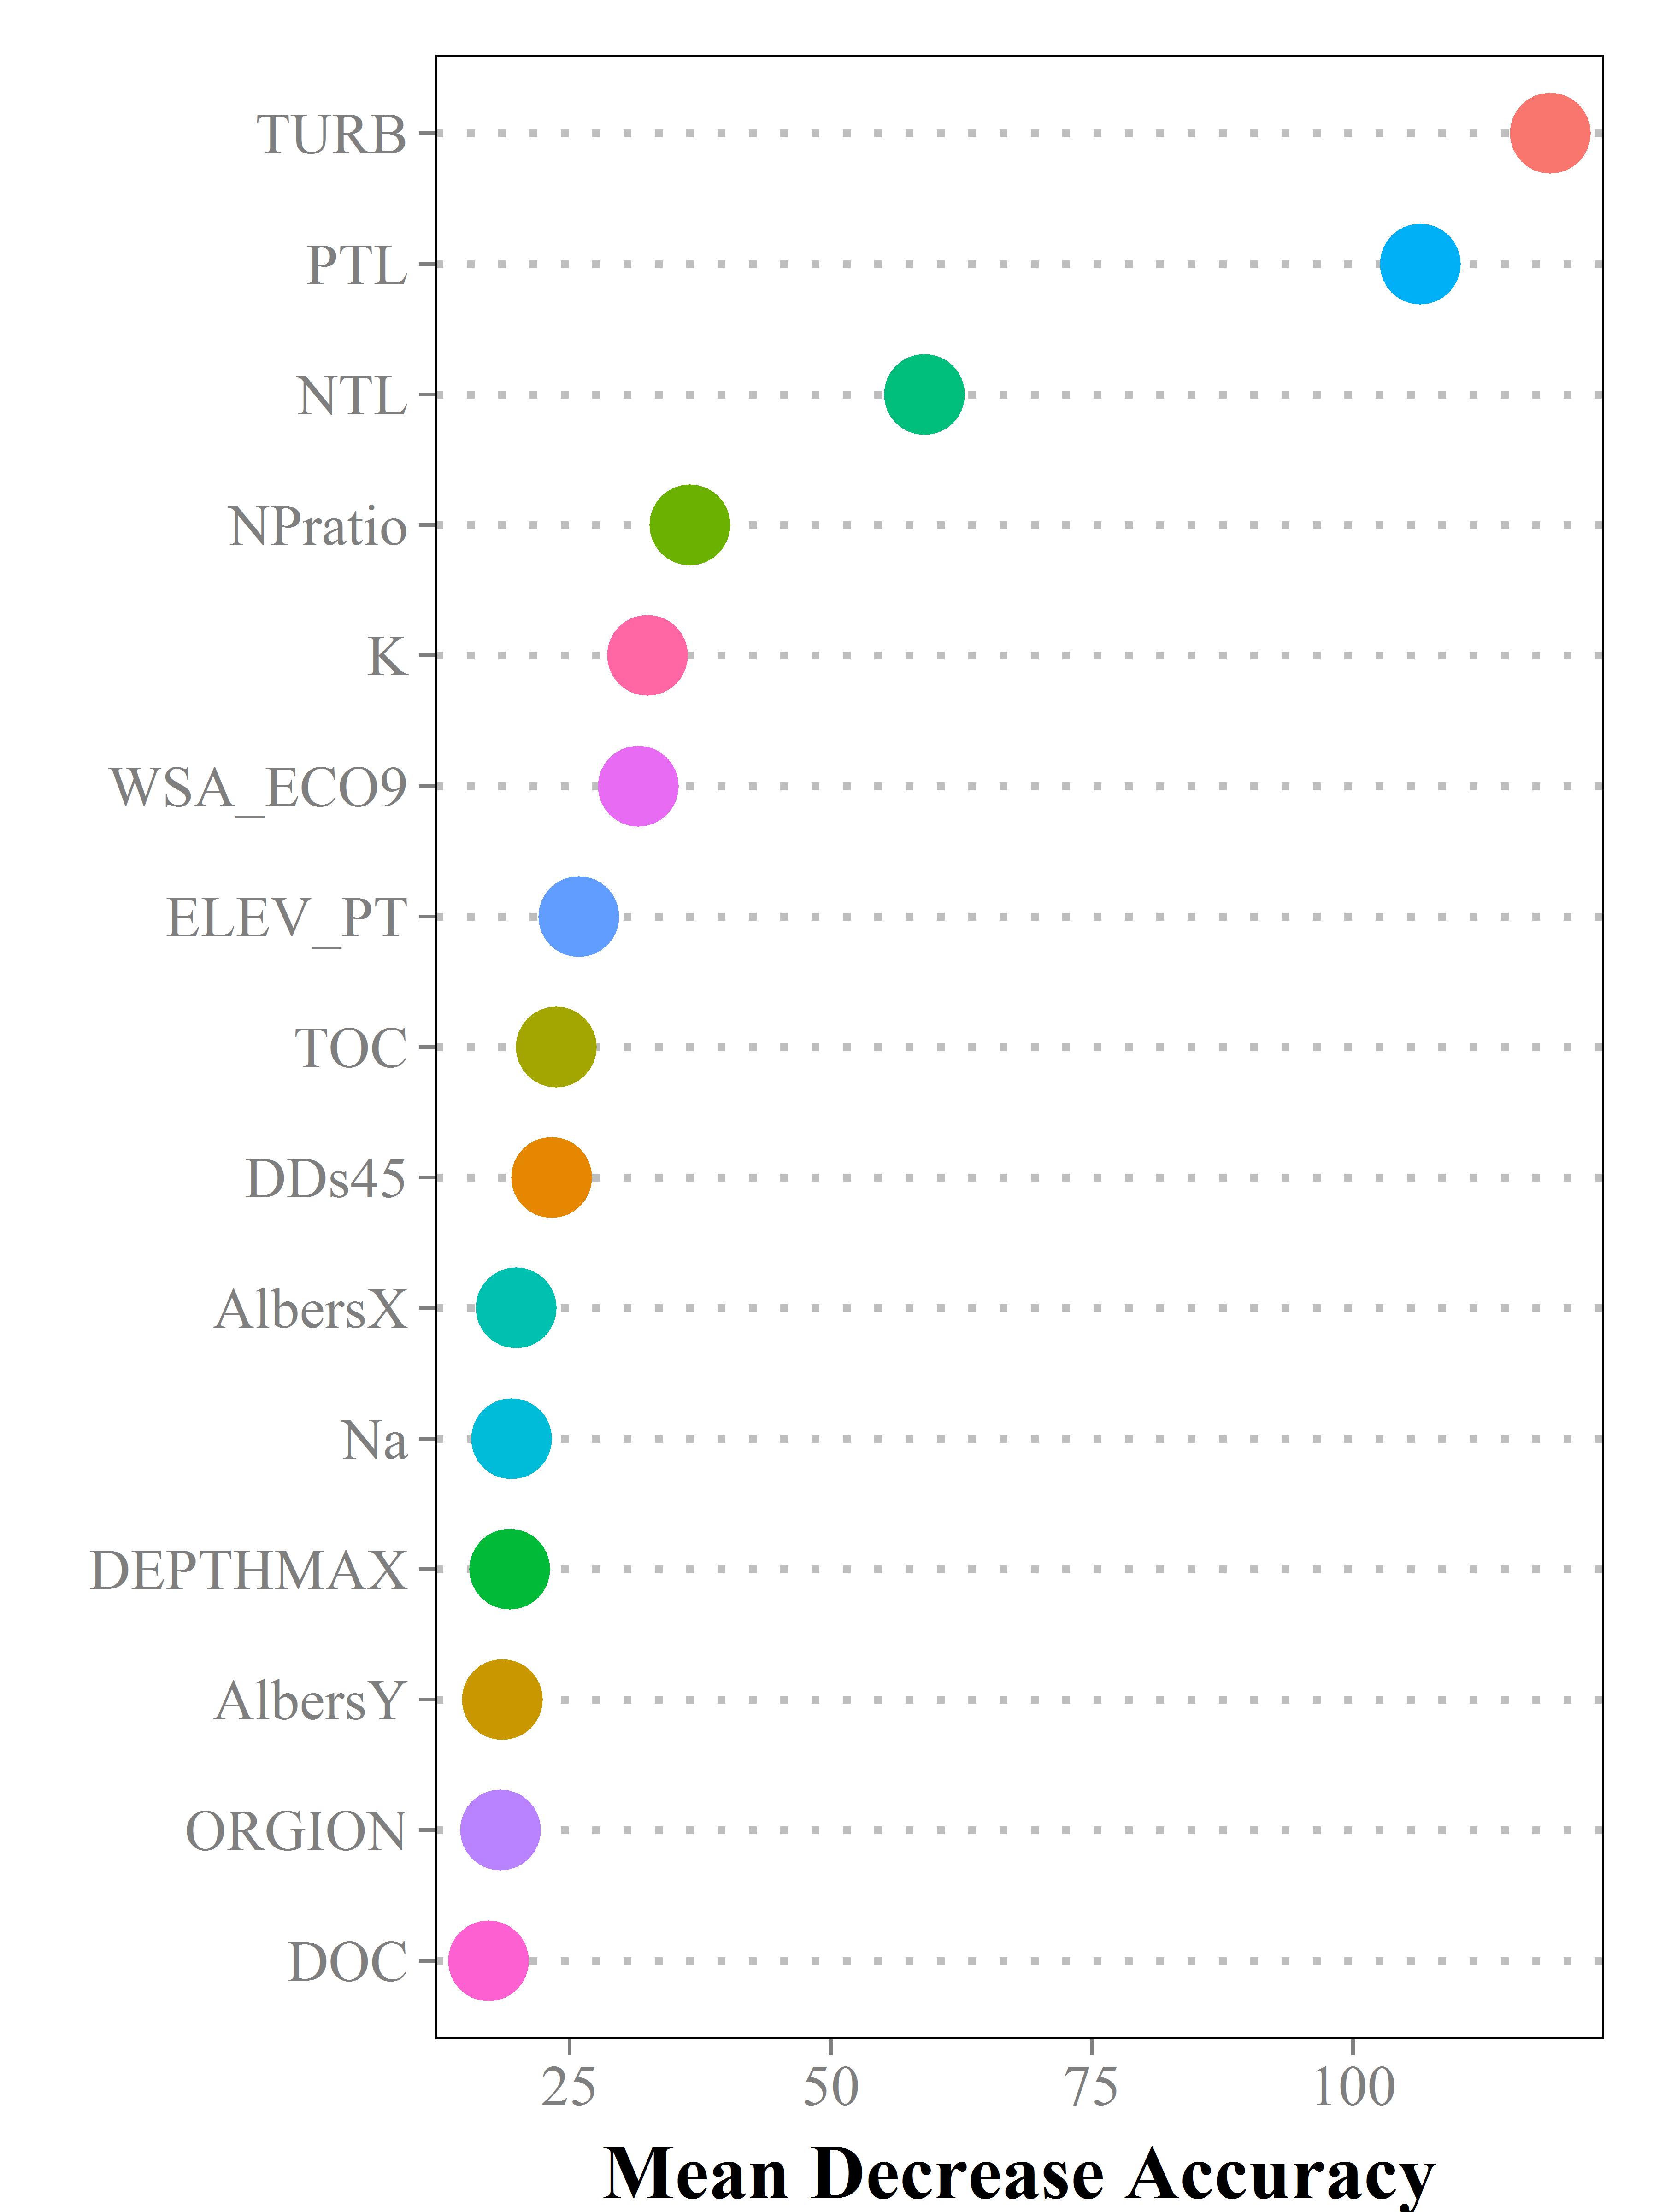 TURB
PTL
NTL
NPratio
K
WSA_ECO9
ELEV_PT
TOC
DDs45
AlbersX
Na
DEPTHMAX
AlbersY
ORGION
DOC
25 50 75 100
Mean Decrease Accuracy